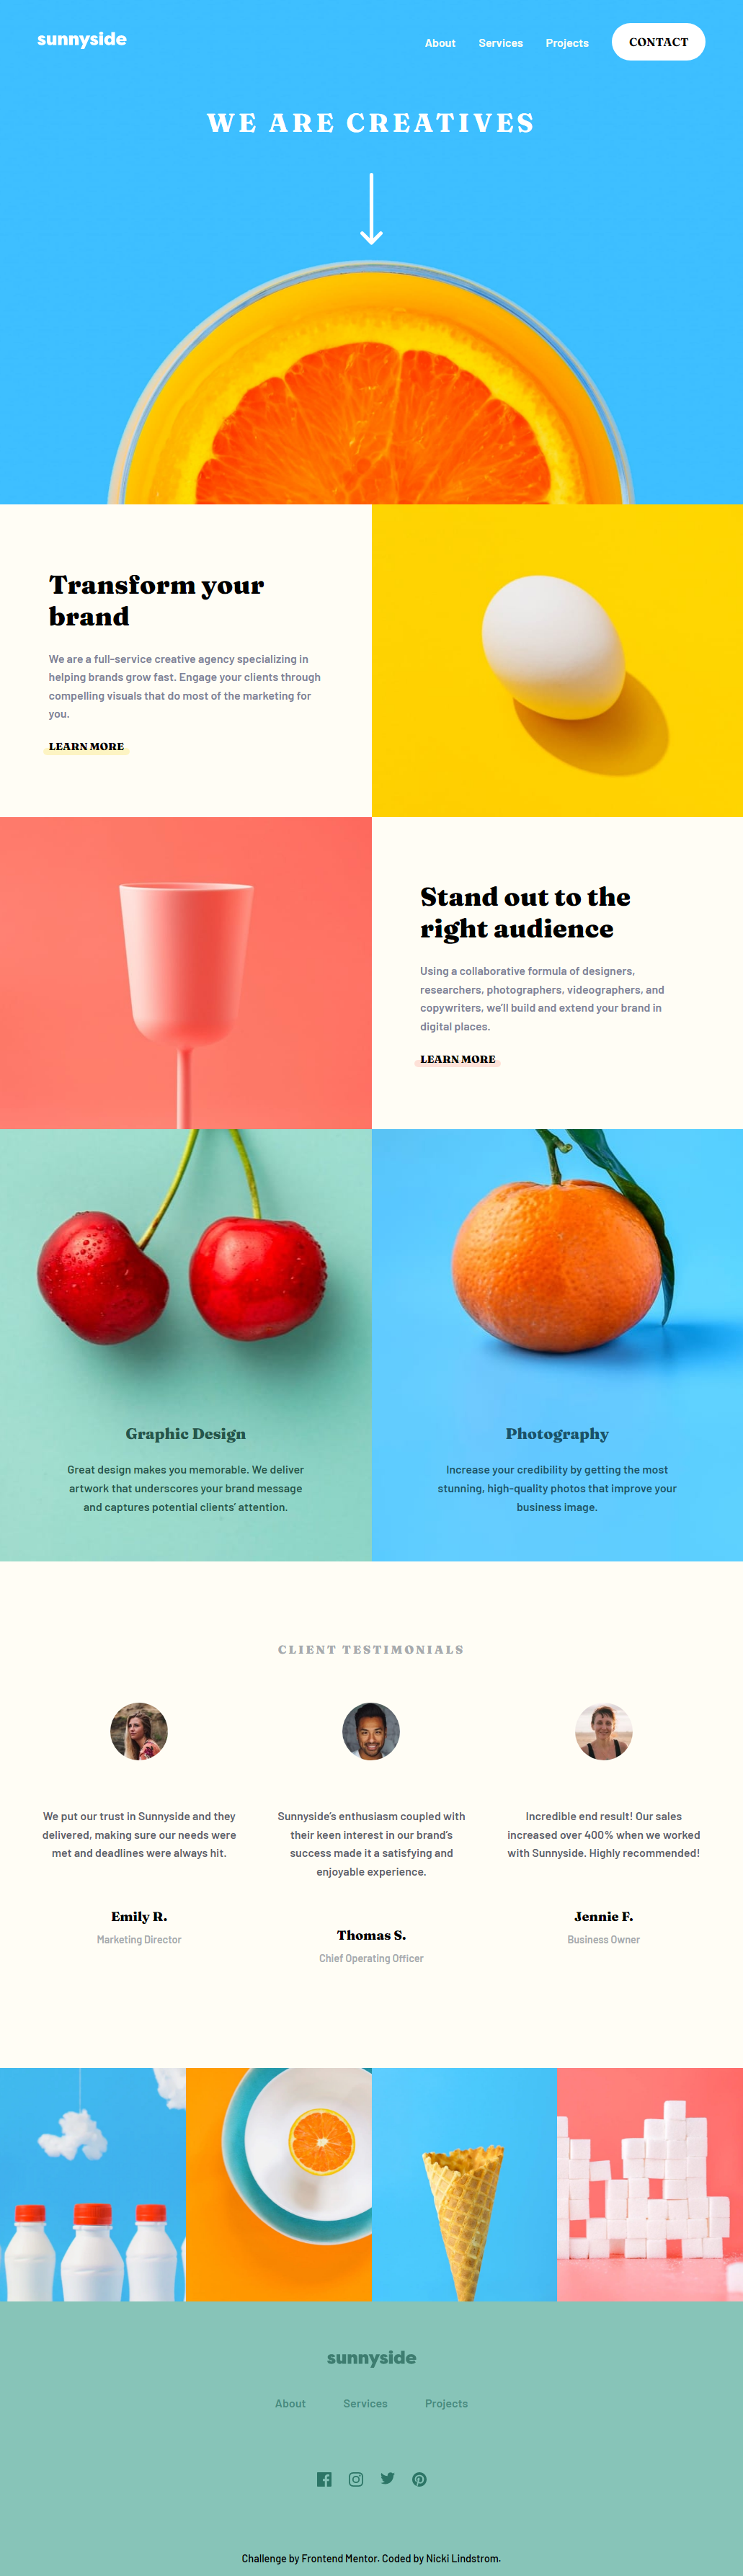 sunnyside
About Services Projects CONTACT
WE ARE CREATIVES
Transform your
brand
We are a full-service creative agency specializing in
helping brands grow fast. Engage your clients through
compelling visuals that do most of the marketing for
you.
LEARN MORE
Stand out to the
right audience
Using a collaborative formula of designers,
researchers, photographers, videographers, and
copywriters, we'll build and extend your brand in
digital places.
LEARN MORE
Graphic Design
Great design makes you memorable. We deliver
artwork that underscores your brand message
and captures potential clients' attention.
Photography
Increase your credibility by getting the most
stunning, high-quality photos that improve your
business image.
CLIENT TESTIMONIALS
We put our trust in Sunnyside and they
delivered, making sure our needs were
met and deadlines were always hit.
Emily R.
Marketing Director
Sunnyside's enthusiasm coupled with
their keen interest in our brand's
success made it a satisfying and
enjoyable experience.
Thomas S.
Chief Operating Officer
Incredible end result! Our sales
increased over 400% when we worked
with Sunnyside. Highly recommended!
Jennie F.
Business Owner
sunnyside
About Services Projects
Challenge by Frontend Mentor. Coded by Nicki Lindstrom.